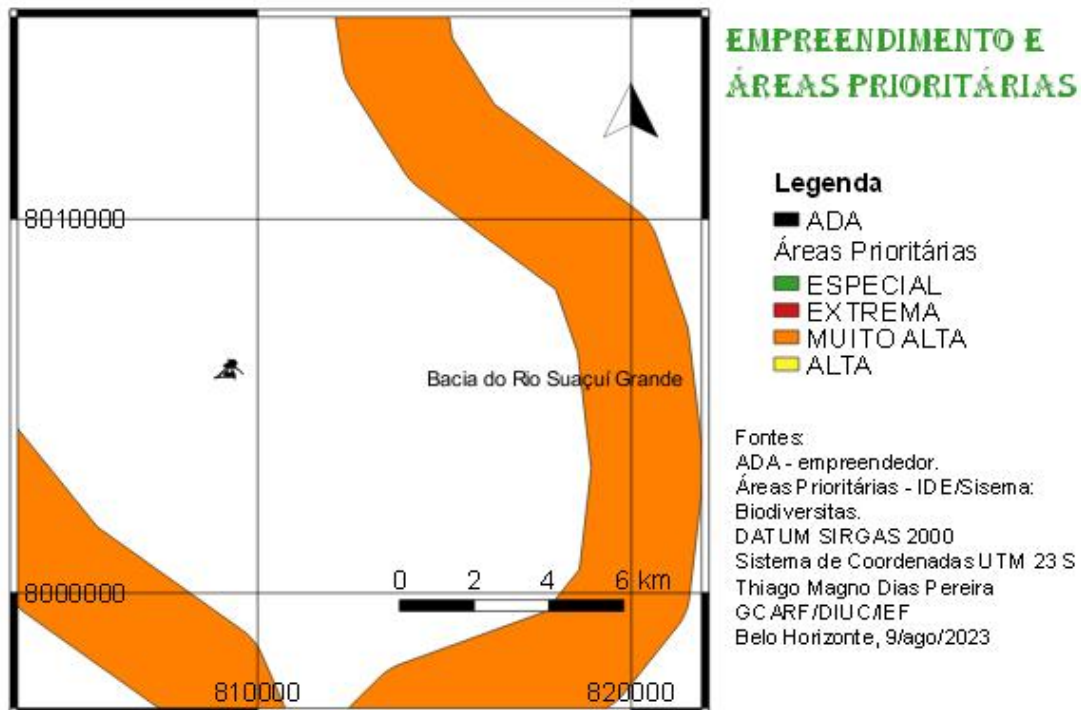 EMPREENDIMENTO E
ÁREAS PRIORITÁRIAS
Legenda
ADA
Áreas Prioritárias
ESPECIAL
EXTREMA
MUITO ALTA
ALTA
Fontes:
ADA - empreendedor.
Áreas Prioritárias - IDE/Sisema:
Biodiversitas.
DATUM SIRGAS 2000
Sistema de Coordenadas UTM 23 S
Thiago Magno Dias Pereira
GCARF/DIUC/IEF
Belo Horizonte, 9/ago/2023
8010000
Bacia do Rio Suaçuí Grande
0 2 4 6 km
8000000
810000 820000